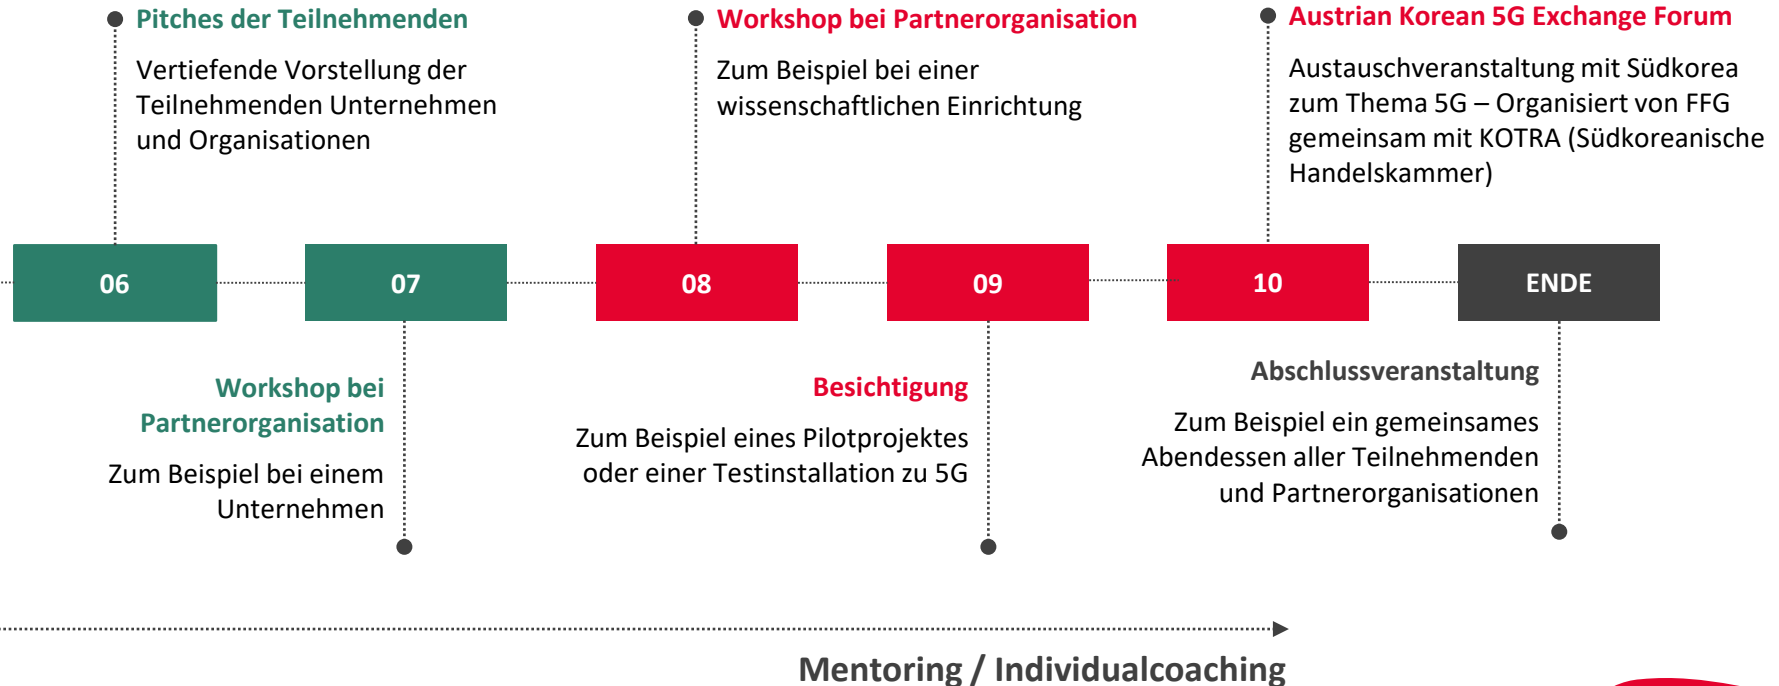 Pitches der Teilnehmenden
Vertiefende Vorstellung der
Teilnehmenden Unternehmen
und Organisationen
Workshop bei Partnerorganisation
Zum Beispiel bei einer
wissenschaftlichen Einrichtung
Austrian Korean 5G Exchange Forum
Austauschveranstaltung mit Südkorea
zum Thema 5G – Organisiert von FFG
gemeinsam mit KOTRA (Südkoreanische
Handelskammer)
06
07
08
09
10
ENDE
Workshop bei
Partnerorganisation
Zum Beispiel bei einem
Unternehmen
Besichtigung
Zum Beispiel eines Pilotprojektes
oder einer Testinstallation zu 5G
Abschlussveranstaltung
Zum Beispiel ein gemeinsames
Abendessen aller Teilnehmenden
und Partnerorganisationen
Mentoring / Individualcoaching